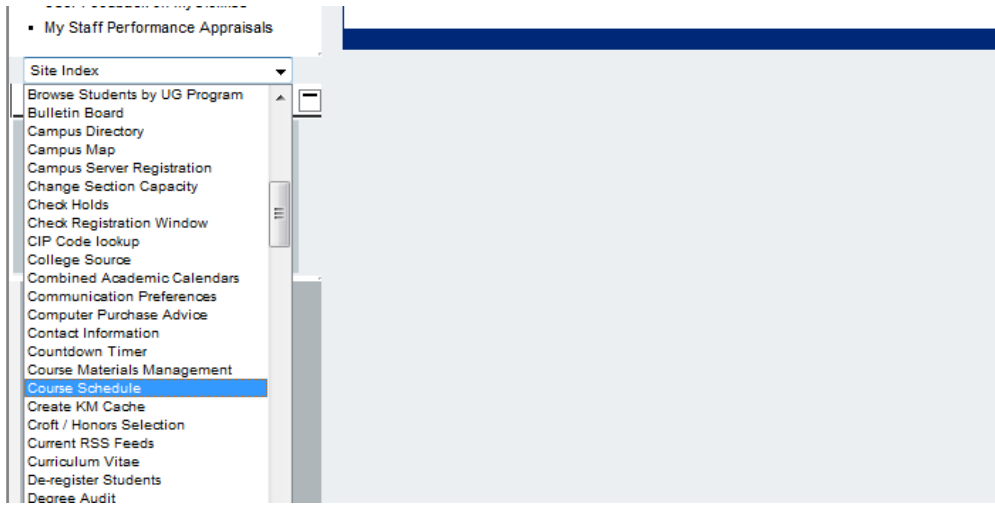 My Staff Performance Appraisals
Site Index
Browse Students by UG Program
Bulletin Board
Campus Directory
Campus Map
Campus Server Registration
Change Section Capacity
Check Holds
Check Registration Window
CIP Code lookup
College Source
Combined Academic Calendars
Communication Preferences
Computer Purchase Advice
Contact Information
Countdown Timer
Course Materials Management
Course Schedule
Create KM Cache
Croft / Honors Selection
Current RSS Feeds
Curriculum Vitae
De-register Students
Degree Audit